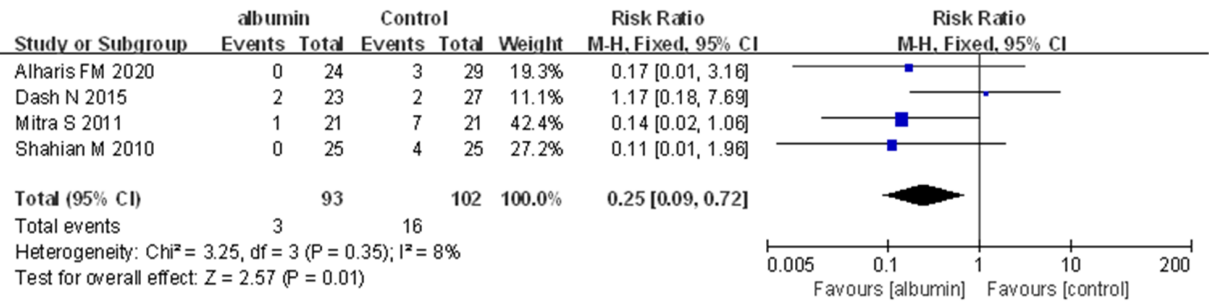 albumin Control Risk Ratio Risk Ratio
Study or Subgroup Events Total Events Total Weight M-H, Fixed, 95% CI M-H, Fixed, 95% CI
Alharis FM 2020 0 24 3 29 19.3% 0.17 [0.01, 3.16]
Dash N 2015 2 23 2 27 11.1% 1.17 [0.18, 7.69]
Mitra S 2011 1 21 7 21 42.4% 0.14 [0.02, 1.06]
Shahian M 2010 0 25 4 25 27.2% 0.11 [0.01, 1.96]
Total (95% CI) 93 102 100.0% 0.25 [0.09, 0.72]
Total events 3 16
Heterogeneity: Chi² = 3.25, df = 3 (P = 0.35); I² = 8%
Test for overall effect: Z = 2.57 (P = 0.01)
0.005 0.1 1 10 200
Favours [albumin] Favours [control]